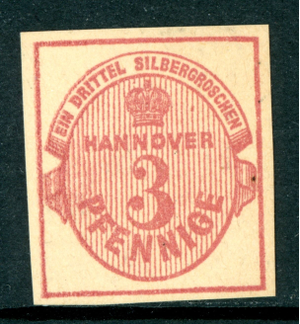 EIN DRITTEL SILBERGROSCHEN
HANNOVER
3
PFENNIGE